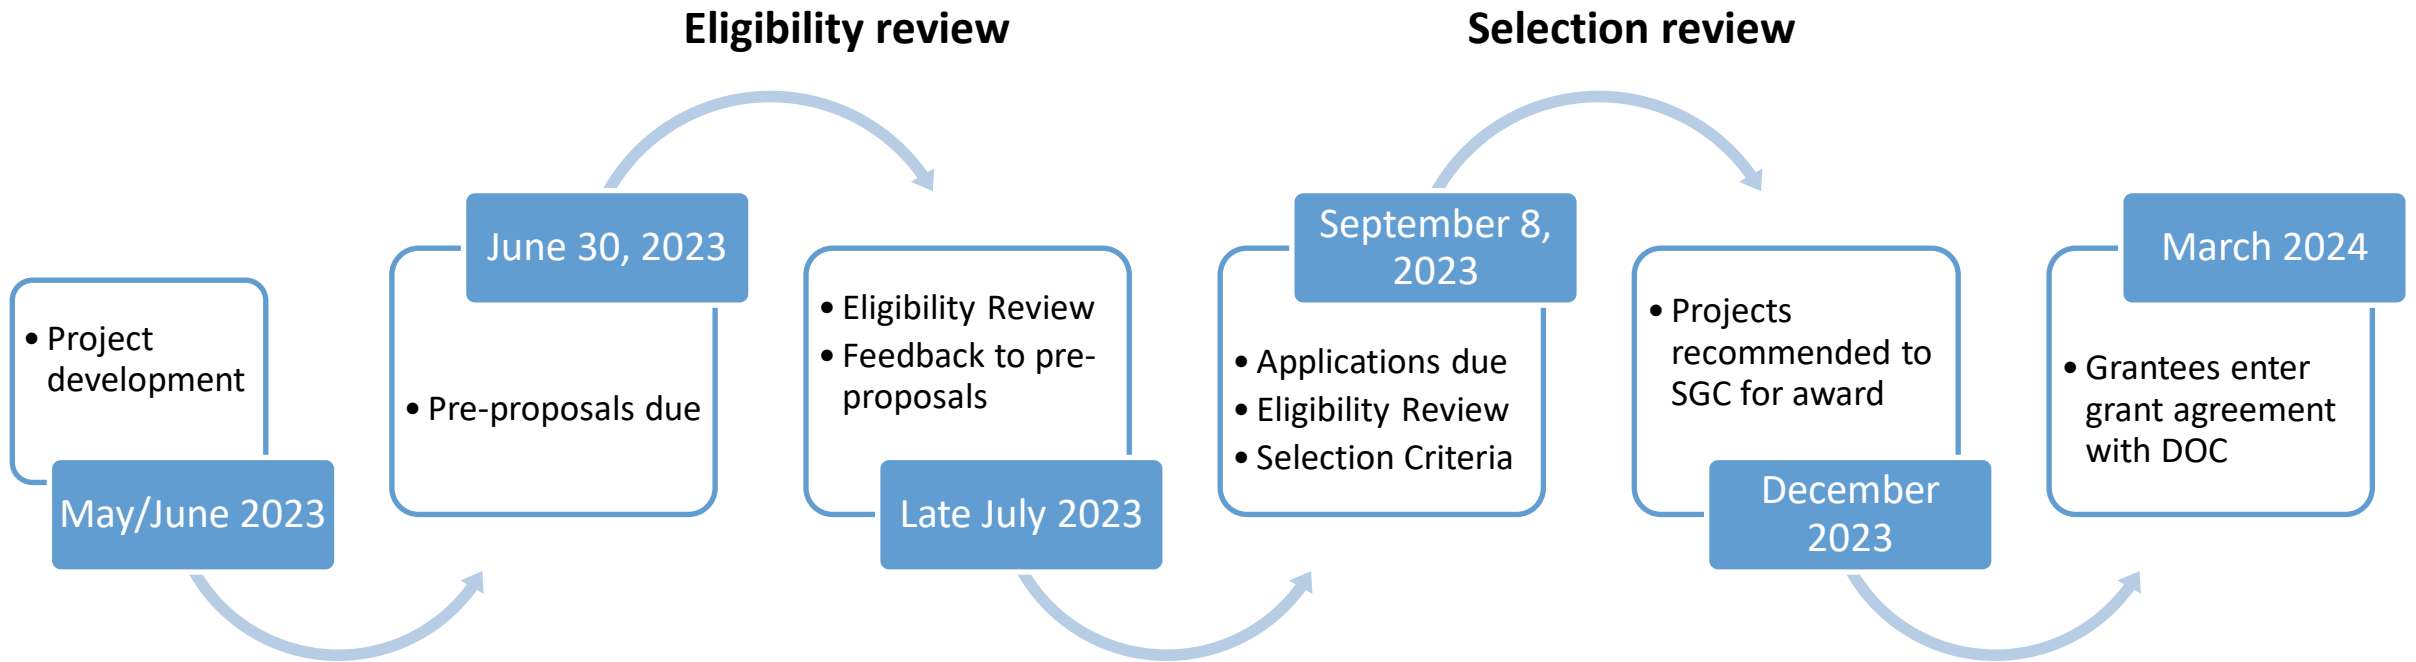 Eligibility review
Selection review
• Project
development
May/June 2023
June 30, 2023
• Pre-proposals due
• Eligibility Review
• Feedback to pre-
proposals
Late July 2023
September 8,
2023
• Applications due
• Eligibility Review
• Selection Criteria
• Projects
recommended to
SGC for award
December
2023
March 2024
• Grantees enter
grant agreement
with DOC